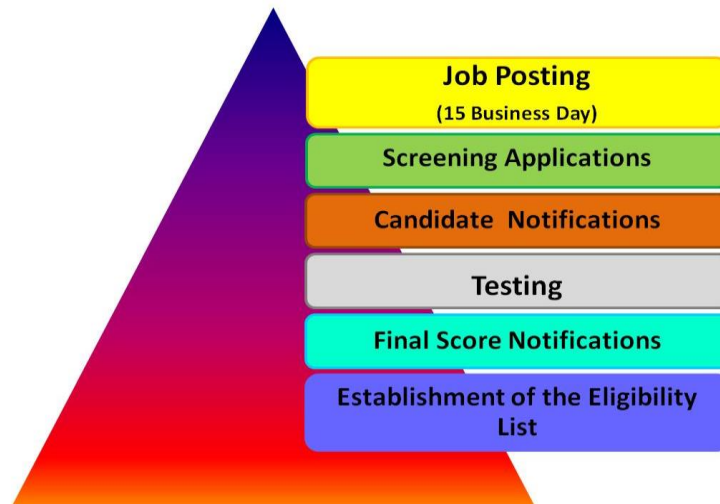 Job Posting
(15 Business Day)
Screening Applications
Candidate Notifications
Testing
Final Score Notifications
Establishment of the Eligibility
List